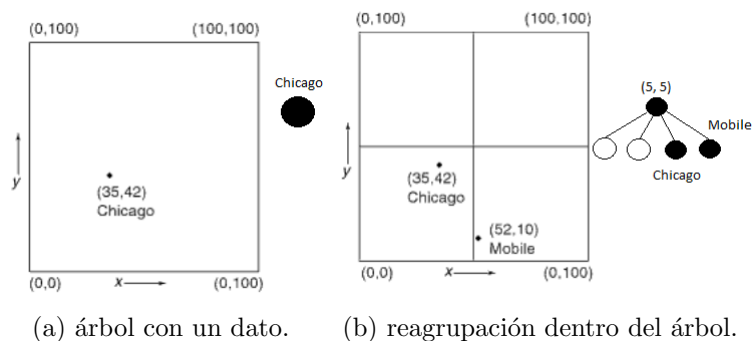 (0,100)
(100,100)
y
(35,42)
Chicago
(0,0)
x
(0,100)
Chicago
(a) árbol con un dato.
(0,100)
(100,100)
y
(35,42)
Chicago
(52,10)
Mobile
(0,0)
x
(0,100)
(5, 5)
Mobile
Chicago
(b) reagrupación dentro del árbol.